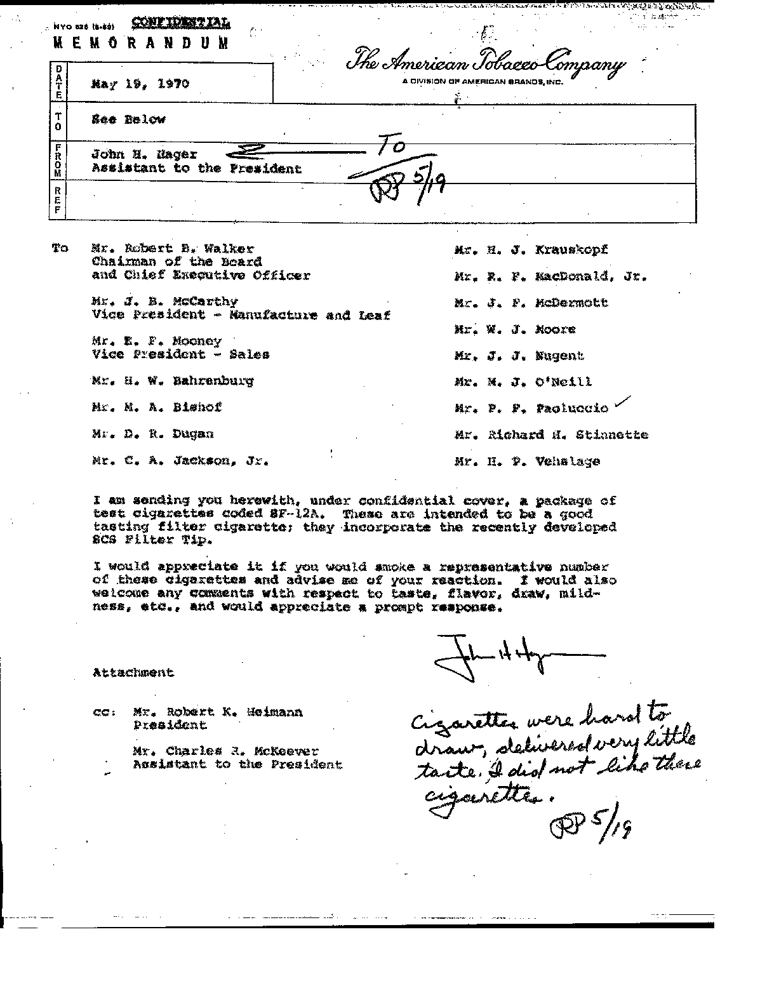 NYO 828 (8-69) CONFIDENTIAL
MEMORANDUM
The American Tobacco Company
A DIVISION OF AMERICAN BRANDS, INC.
DATE
May 19, 1970
TO
See Below
FROM
John H. Hager
Assistant to the President
To
PP 5/19
REF
To Mr. Robert B. Walker
Chairman of the Board
and Chief Executive Officer
Mr. J. B. McCarthy
Vice President - Manufacture and Leaf
Mr. E. F. Mooney
Vice President - Sales
Mr. H. W. Bahrenburg
Mr. M. A. Bishof
Mr. D. R. Dugan
Mr. C. A. Jackson, Jr.
Mr. H. J. Krauskopf
Mr. R. F. MacDonald, Jr.
Mr. J. F. McDermott
Mr. W. J. Moore
Mr. J. J. Nugent
Mr. M. J. O'Neill
Mr. P. F. Paoluccio
Mr. Richard H. Stinnette
Mr. H. P. Vehslage
I am sending you herewith, under confidential cover, a package of
test cigarettes coded SF-12A. These are intended to be a good
tasting filter cigarette; they incorporate the recently developed
SCS Filter Tip.
I would appreciate it if you would smoke a representative number
of these cigarettes and advise me of your reaction. I would also
welcome any comments with respect to taste, flavor, draw, mild-
ness, etc., and would appreciate a prompt response.
John H Hager
Attachment
cc: Mr. Robert K. Heimann
President
Mr. Charles R. McKeever
Assistant to the President
Cigarettes were hard to
draw, delivered very little
taste. I did not like these
cigarettes.
PP 5/19